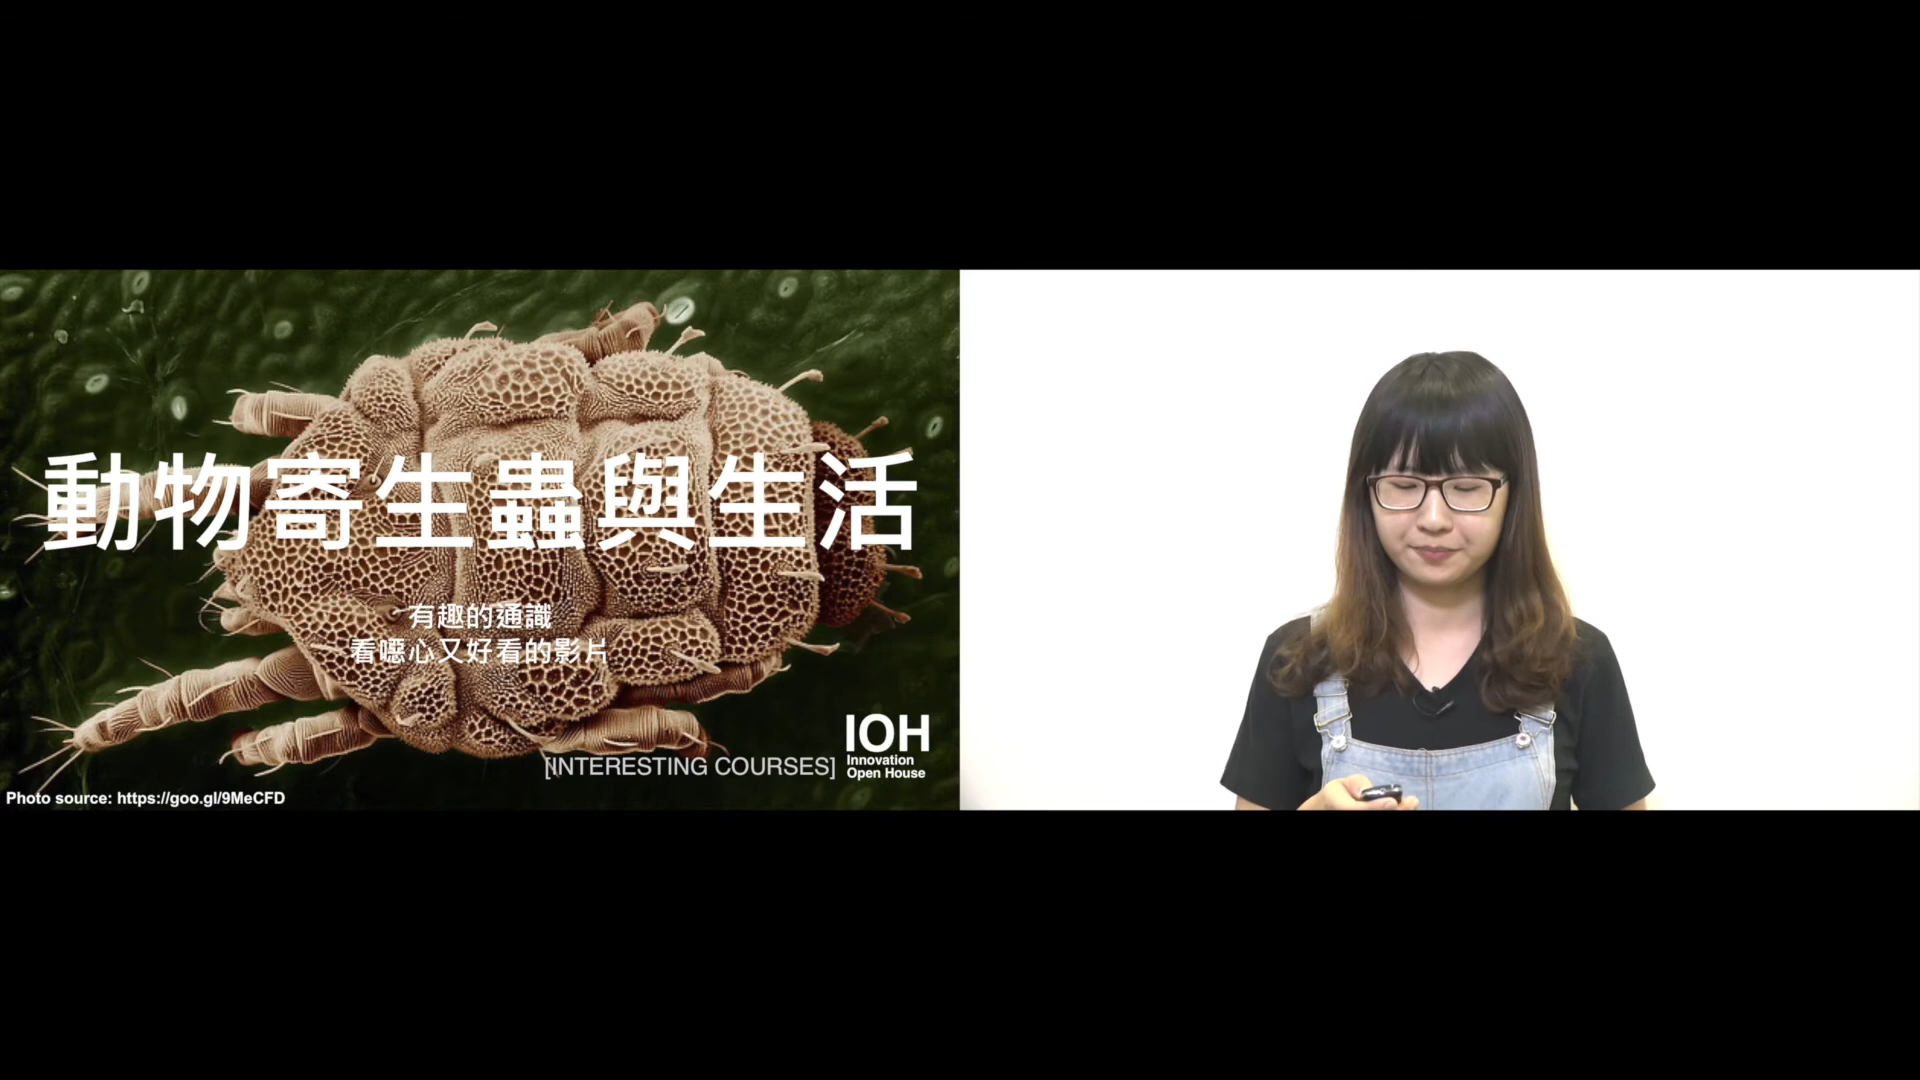 動物寄生蟲與生活
有趣的通識
看噁心又好看的影片
IOH
Innovation
Open House
[INTERESTING COURSES]
Photo source: https://goo.gl/9MeCFD